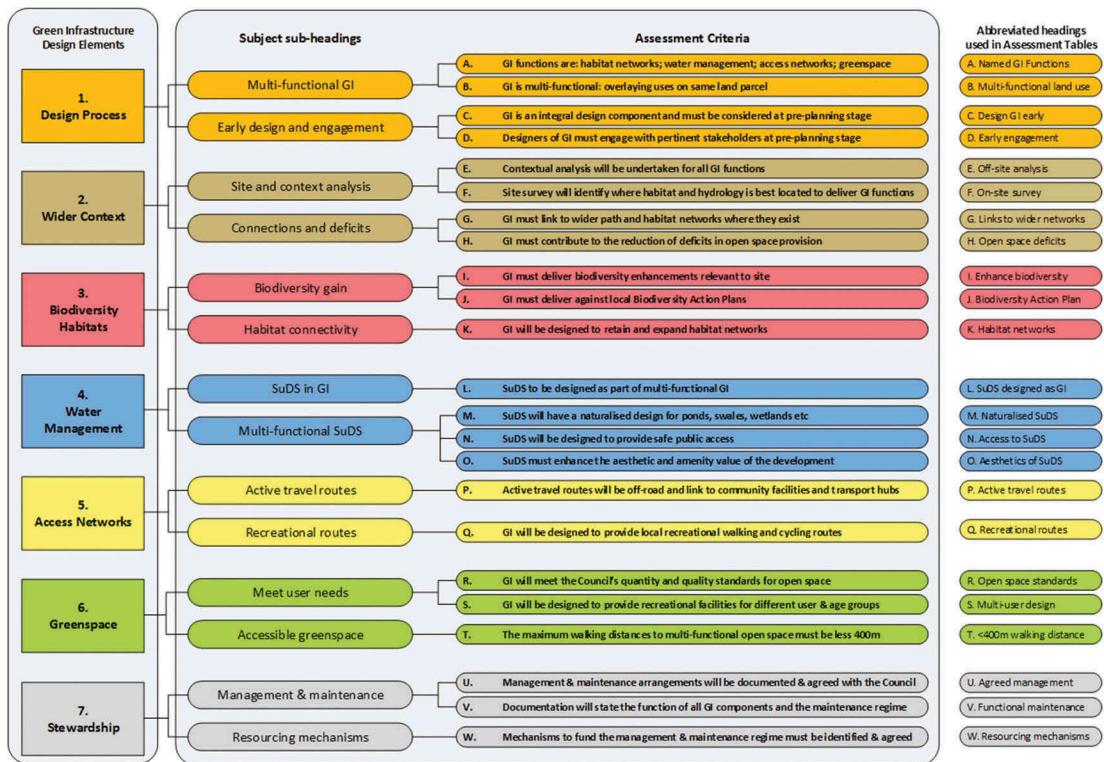 Green Infrastructure
Design Elements
Subject sub-headings
Assessment Criteria
Abbreviated headings
used in Assessment Tables
1.
Design Process
Multi-functional GI
A. GI functions are: habitat networks; water management; access networks; greenspace
A. Named GI Functions
B. GI is multi-functional: overlaying uses on same land parcel
B. Multi-functional land use
Early design and engagement
C. GI is an integral design component and must be considered at pre-planning stage
C. Design GI early
D. Designers of GI must engage with pertinent stakeholders at pre-planning stage
D. Early engagement
2.
Wider Context
Site and context analysis
E. Contextual analysis will be undertaken for all GI functions
E. Off-site analysis
F. Site survey will identify where habitat and hydrology is best located to deliver GI functions
F. On-site survey
Connections and deficits
G. GI must link to wider path and habitat networks where they exist
G. Links to wider networks
H. GI must contribute to the reduction of deficits in open space provision
H. Open space deficits
3.
Biodiversity
Habitats
Biodiversity gain
I. GI must deliver biodiversity enhancements relevant to site
I. Enhance biodiversity
J. GI must deliver against local Biodiversity Action Plans
J. Biodiversity Action Plan
Habitat connectivity
K. GI will be designed to retain and expand habitat networks
K. Habitat networks
4.
Water
Management
SuDS in GI
L. SuDS to be designed as part of multi-functional GI
L. SuDS designed as GI
Multi-functional SuDS
M. SuDS will have a naturalised design for ponds, swales, wetlands etc
M. Naturalised SuDS
N. SuDS will be designed to provide safe public access
N. Access to SuDS
O. SuDS must enhance the aesthetic and amenity value of the development
O. Aesthetics of SuDS
5.
Access Networks
Active travel routes
P. Active travel routes will be off-road and link to community facilities and transport hubs
P. Active travel routes
Recreational routes
Q. GI will be designed to provide local recreational walking and cycling routes
Q. Recreational routes
6.
Greenspace
Meet user needs
R. GI will meet the Council's quantity and quality standards for open space
R. Open space standards
S. GI will be designed to provide recreational facilities for different user & age groups
S. Multi-user design
Accessible greenspace
T. The maximum walking distances to multi-functional open space must be less 400m
T. <400m walking distance
7.
Stewardship
Management & maintenance
U. Management & maintenance arrangements will be documented & agreed with the Council
U. Agreed management
V. Documentation will state the function of all GI components and the maintenance regime
V. Functional maintenance
Resourcing mechanisms
W. Mechanisms to fund the management & maintenance regime must be identified & agreed
W. Resourcing mechanisms